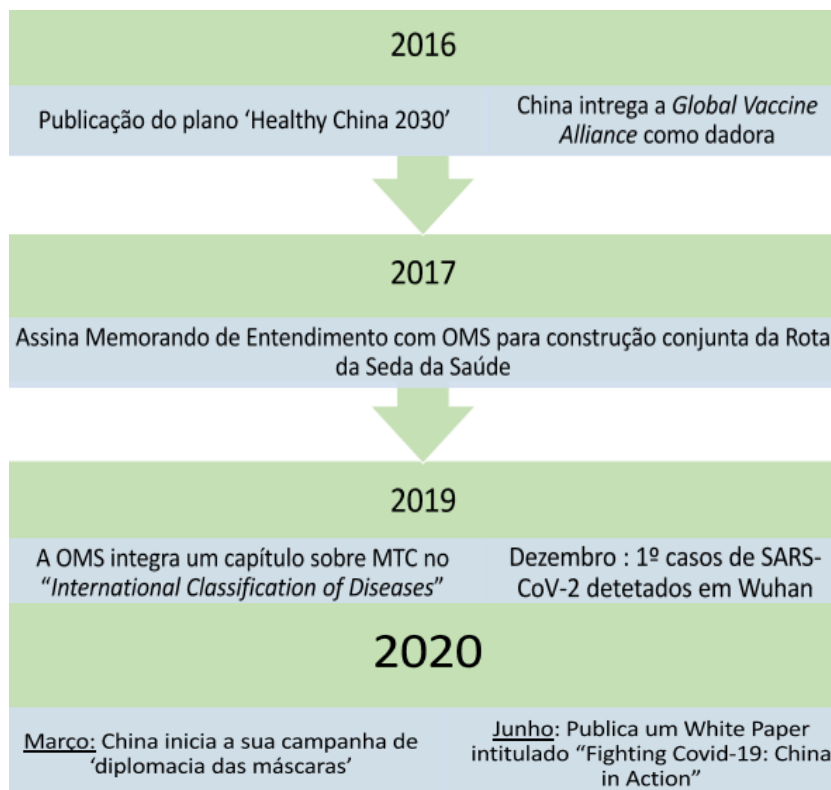 2016
Publicação do plano ‘Healthy China 2030’
China intrega a Global Vaccine
Alliance como dadora
2017
Assina Memorando de Entendimento com OMS para construção conjunta da Rota
da Seda da Saúde
2019
A OMS integra um capítulo sobre MTC no
“International Classification of Diseases”
Dezembro : 1º casos de SARS-
CoV-2 detetados em Wuhan
2020
Março: China inicia a sua campanha de
‘diplomacia das máscaras’
Junho: Publica um White Paper
intitulado “Fighting Covid-19: China
in Action”